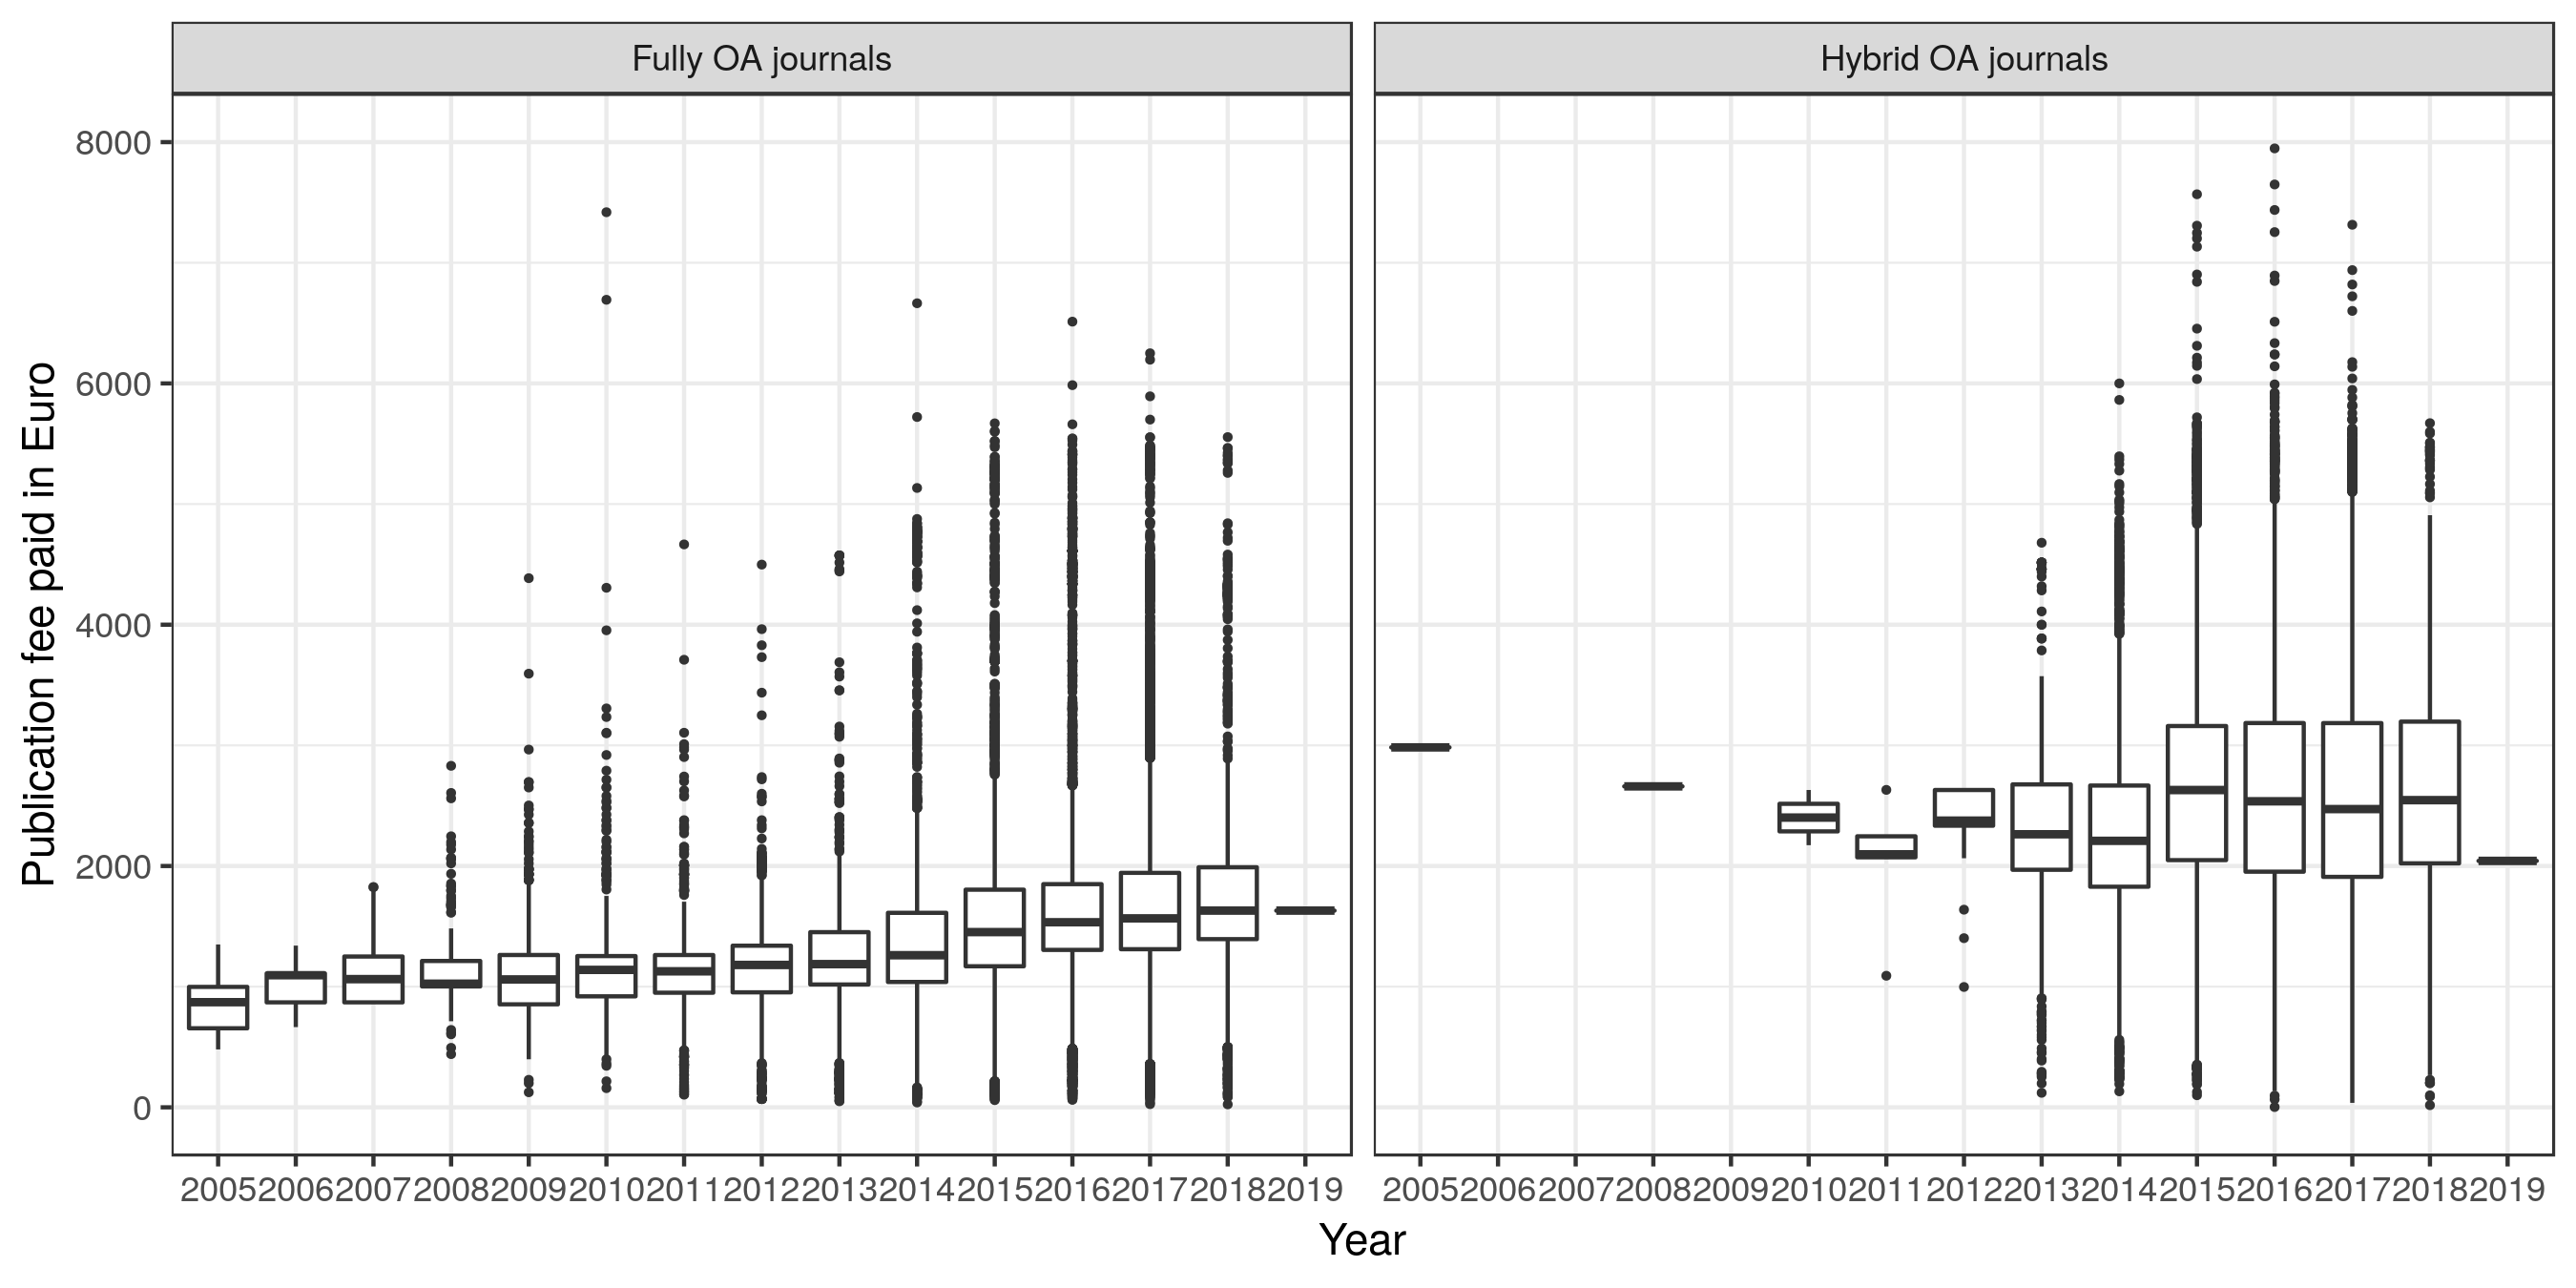 Fully OA journals Hybrid OA journals
8000
6000
4000
2000
0
Publication fee paid in Euro
2005 2006 2007 2008 2009 2010 2011 2012 2013 2014 2015 2016 2017 2018 2019 2005 2006 2007 2008 2009 2010 2011 2012 2013 2014 2015 2016 2017 2018 2019
Year